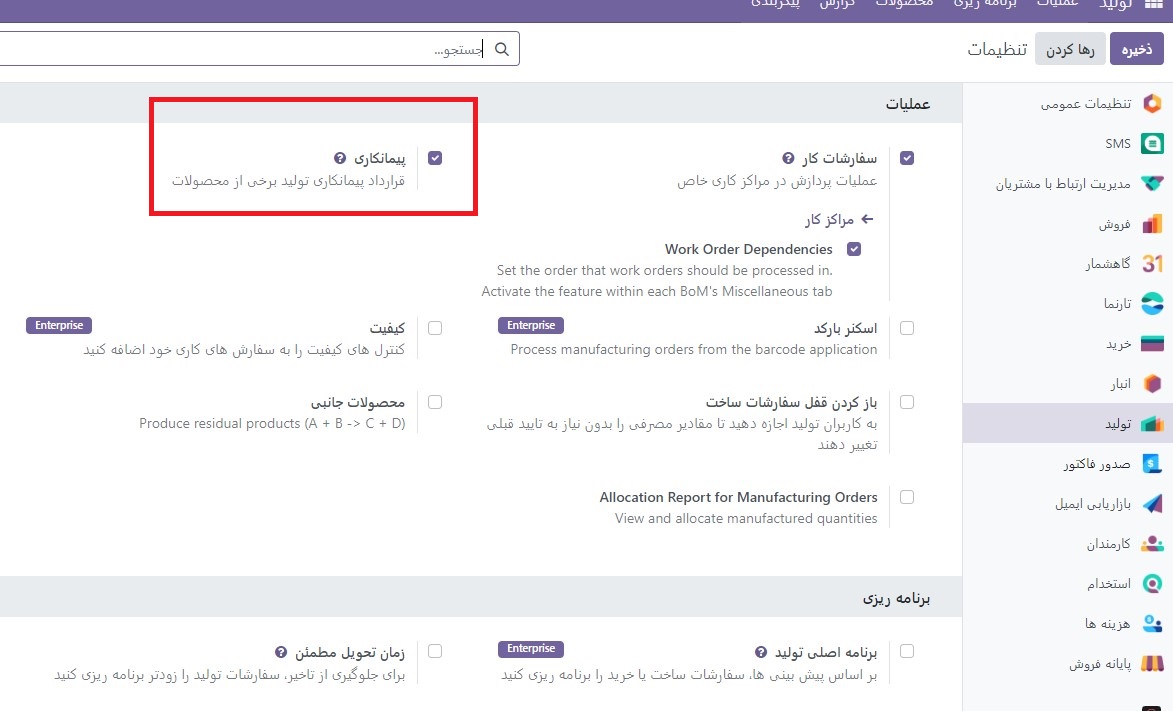 تولید عملیات برنامه ریزی محصولات گزارش پیکربندی
ذخیره رها کردن تنظیمات
جستجو...
تنظیمات عمومی
SMS
مدیریت ارتباط با مشتریان
فروش
گاهشمار
31
تارنما
خرید
انبار
تولید
صدور فاکتور
بازاریابی ایمیل
کارمندان
استخدام
هزینه ها
پایانه فروش
عملیات
سفارشات کار
عملیات پردازش در مراکز کاری خاص
مراکز کار
Work Order Dependencies
Set the order that work orders should be processed in.
Activate the feature within each BoM's Miscellaneous tab
پیمانکاری
قرارداد پیمانکاری تولید برخی از محصولات
اسکنر بارکد Enterprise
Process manufacturing orders from the barcode application
کیفیت Enterprise
کنترل های کیفیت را به سفارش های کاری خود اضافه کنید
باز کردن قفل سفارشات ساخت
به کاربران تولید اجازه دهید تا مقادیر مصرفی را بدون نیاز به تایید قبلی
تغییر دهند
محصولات جانبی
Produce residual products (A + B -> C + D)
Allocation Report for Manufacturing Orders
View and allocate manufactured quantities
برنامه ریزی
برنامه اصلی تولید Enterprise
بر اساس پیش بینی ها، سفارشات ساخت یا خرید را برنامه ریزی کنید
زمان تحویل مطمئن
برای جلوگیری از تاخیر، سفارشات تولید را زودتر برنامه ریزی کنید